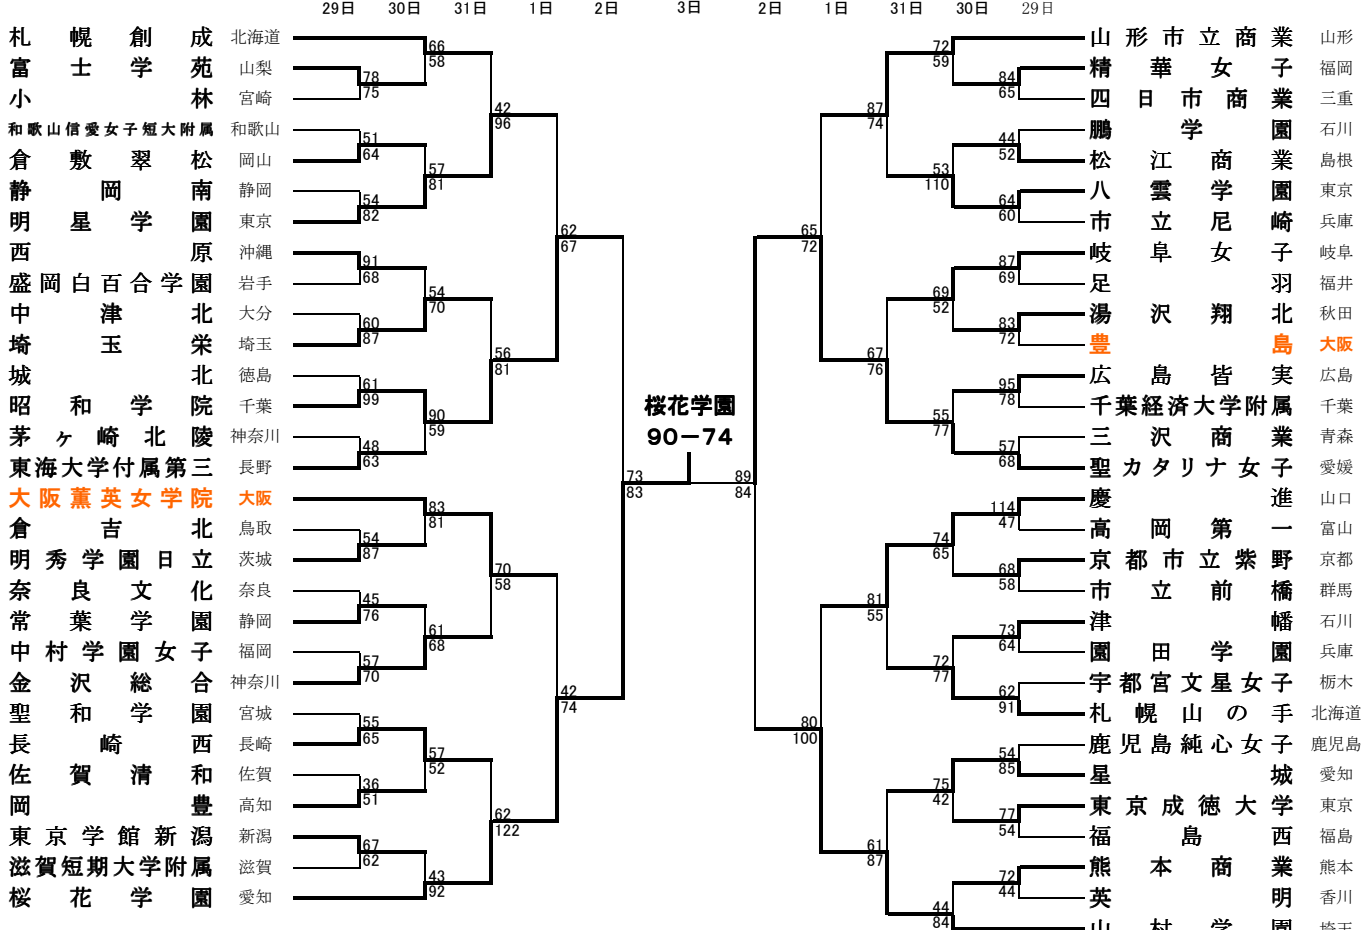 29日 30日 31日 1日 2日 3日 2日 1日 31日 30日 29日
札幌創成 北海道
富士学苑 山梨
小林 宮崎
和歌山信愛女子短大附属 和歌山
倉敷翠松 岡山
静岡南 静岡
明星学園 東京
西原 沖縄
盛岡白百合学園 岩手
中津北 大分
埼玉栄 埼玉
城北 徳島
昭和学院 千葉
茅ヶ崎北陵 神奈川
東海大学付属第三 長野
大阪薫英女学院 大阪
倉吉北 鳥取
明秀学園日立 茨城
奈良文化 奈良
常葉学園 静岡
中村学園女子 福岡
金沢総合 神奈川
聖和学園 宮城
長崎西 長崎
佐賀清和 佐賀
岡豊 高知
東京学館新潟 新潟
滋賀短期大学附属 滋賀
桜花学園 愛知
78
75
51
64
54
82
91
68
60
87
61
99
48
63
54
87
45
76
57
70
55
65
36
51
67
62
66
58
57
81
54
70
90
59
83
81
61
68
57
52
43
92
42
96
56
81
70
58
62
122
62
67
42
74
73
83
桜花学園
90－74
89
84
65
72
80
100
87
74
67
76
81
55
61
87
72
59
53
110
69
52
55
77
74
65
72
77
75
42
44
84
84
65
44
52
64
60
87
69
83
72
95
78
57
68
114
47
68
58
73
64
62
91
54
85
77
54
72
44
山形市立商業 山形
精華女子 福岡
四日市商業 三重
鵬学園 石川
松江商業 島根
八雲学園 東京
市立尼崎 兵庫
岐阜女子 岐阜
足羽 福井
湯沢翔北 秋田
豊島 大阪
広島皆実 広島
千葉経済大学附属 千葉
三沢商業 青森
聖カタリナ女子 愛媛
慶進 山口
高岡第一 富山
京都市立紫野 京都
市立前橋 群馬
津幡 石川
園田学園 兵庫
宇都宮文星女子 栃木
札幌山の手 北海道
鹿児島純心女子 鹿児島
星城 愛知
東京成徳大学 東京
福島西 福島
熊本商業 熊本
英明 香川
山村学園 埼玉